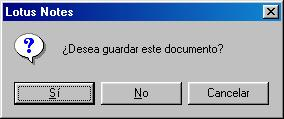 Lotus Notes
¿Desea guardar este documento?
Sí No Cancelar